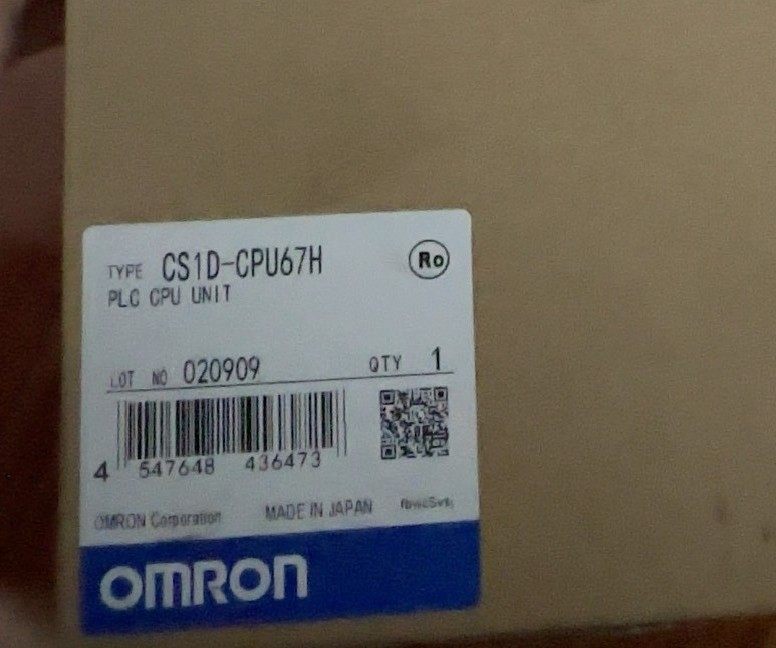 TYPE CS1D-CPU67H
Ro
PLC CPU UNIT
LOT NO 020909 QTY 1
4 547648 436473
OMRON Corporation MADE IN JAPAN
OMRON